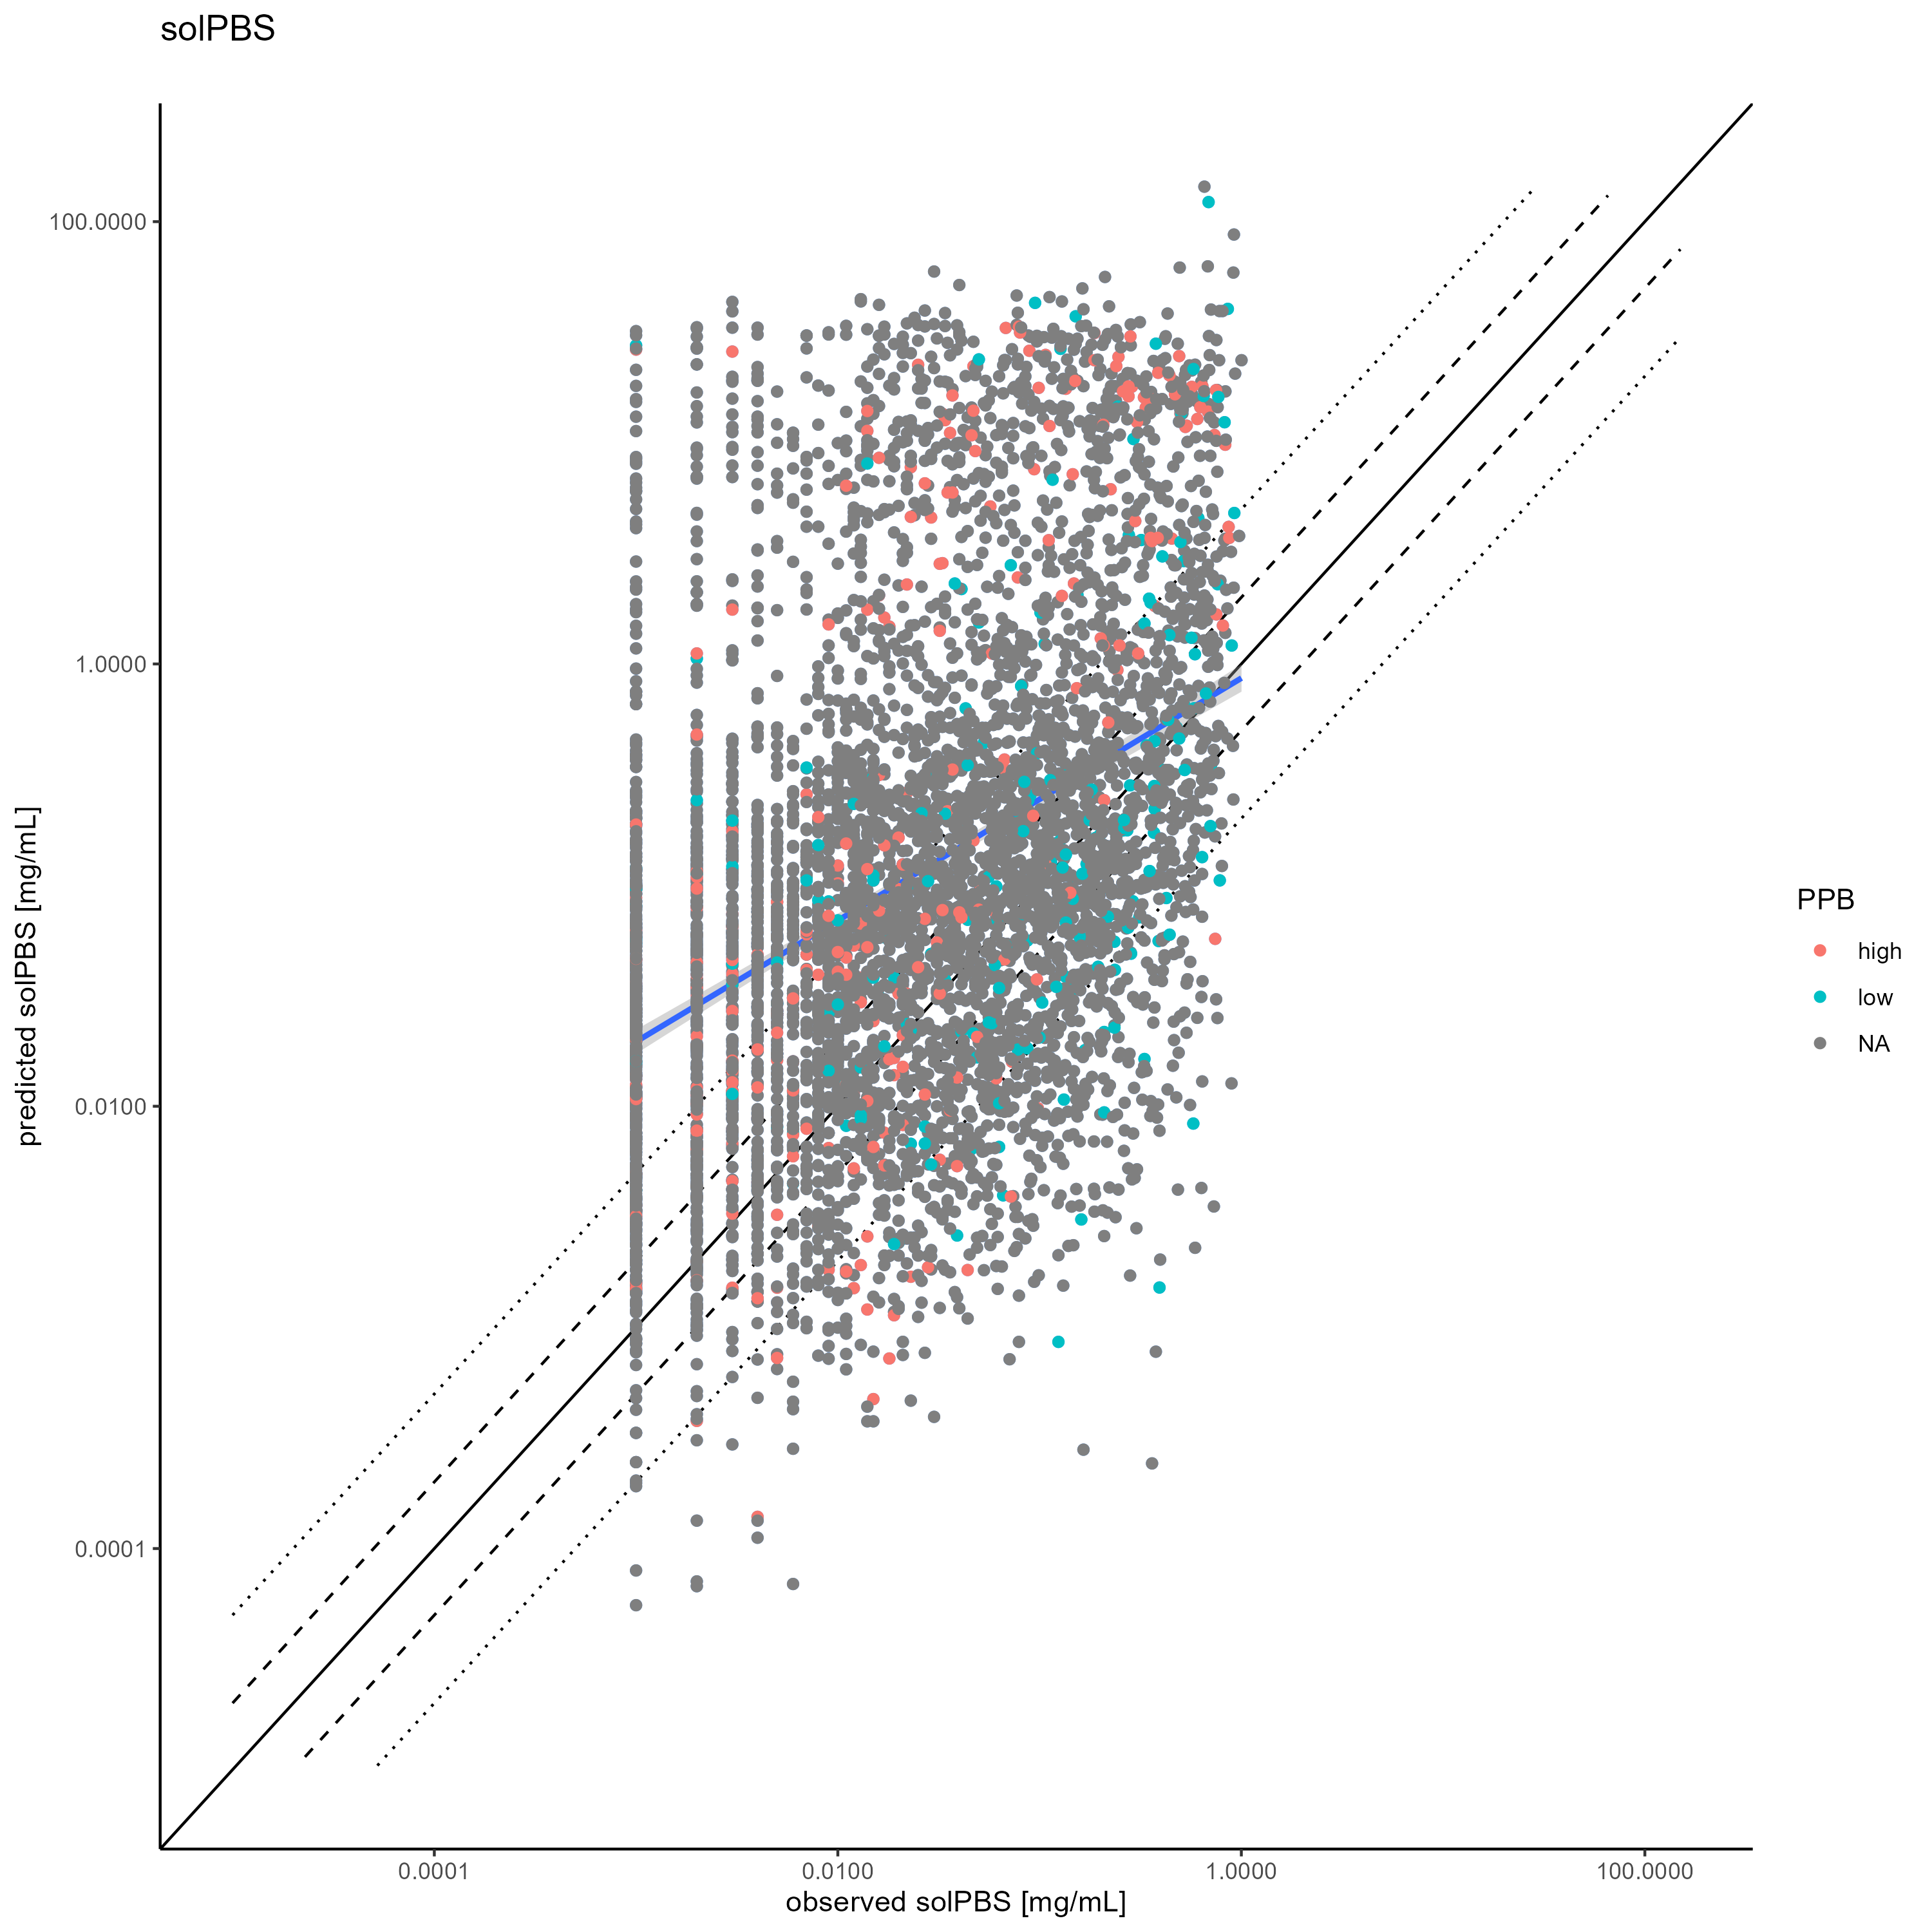 solPBS
100.0000
1.0000
0.0100
0.0001
predicted solPBS [mg/mL]
0.0001
0.0100
1.0000
100.0000
observed solPBS [mg/mL]
PPB
high
low
NA